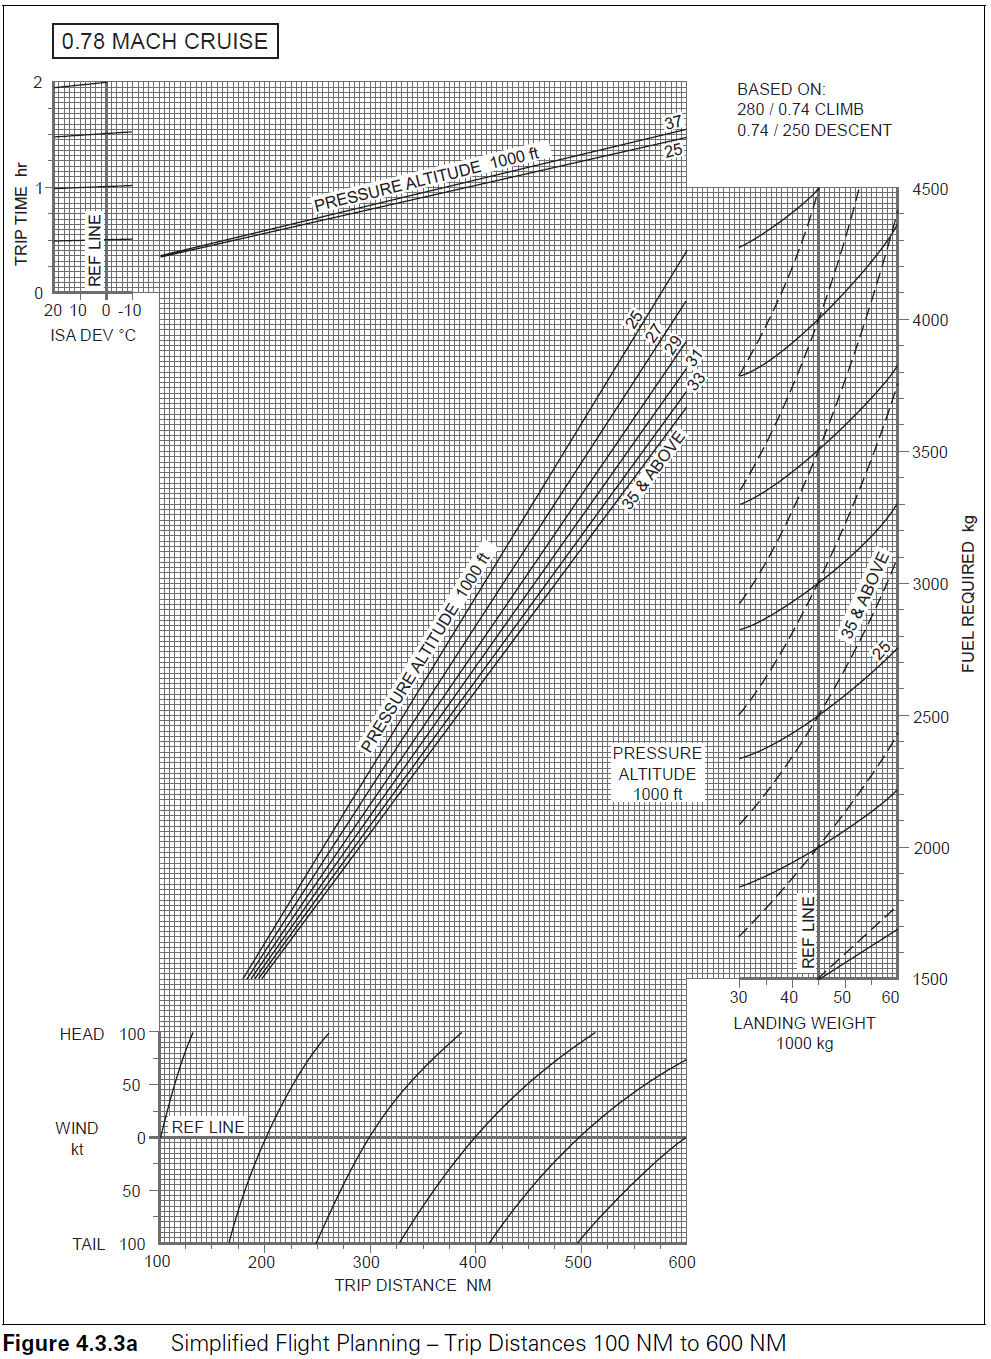 0.78 MACH CRUISE
BASED ON:
280 / 0.74 CLIMB
0.74 / 250 DESCENT
2
1
0
TRIP TIME hr
REF LINE
20 10 0 -10
ISA DEV °C
PRESSURE ALTITUDE 1000 ft
37
25
25
27
29
31
33
35 & ABOVE
PRESSURE ALTITUDE 1000 ft
4500
4000
3500
3000
2500
2000
1500
FUEL REQUIRED kg
35 & ABOVE
25
PRESSURE
ALTITUDE
1000 ft
REF LINE
30 40 50 60
LANDING WEIGHT
1000 kg
HEAD 100
50
WIND 0
kt
50
TAIL 100
REF LINE
100 200 300 400 500 600
TRIP DISTANCE NM
Figure 4.3.3a Simplified Flight Planning – Trip Distances 100 NM to 600 NM